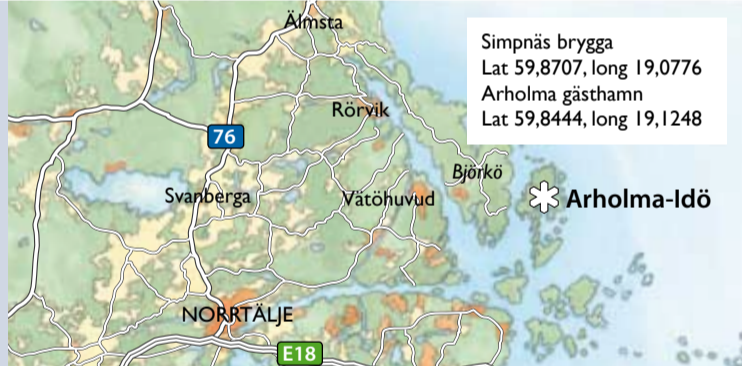 Älmsta
Simpnäs brygga
Lat 59,8707, long 19,0776
Arholma gästhamn
Lat 59,8444, long 19,1248
Rörvik
76
Björkö
Svanberga
Vätöhuvud
Arholma-Idö
NORRTÄLJE
E18